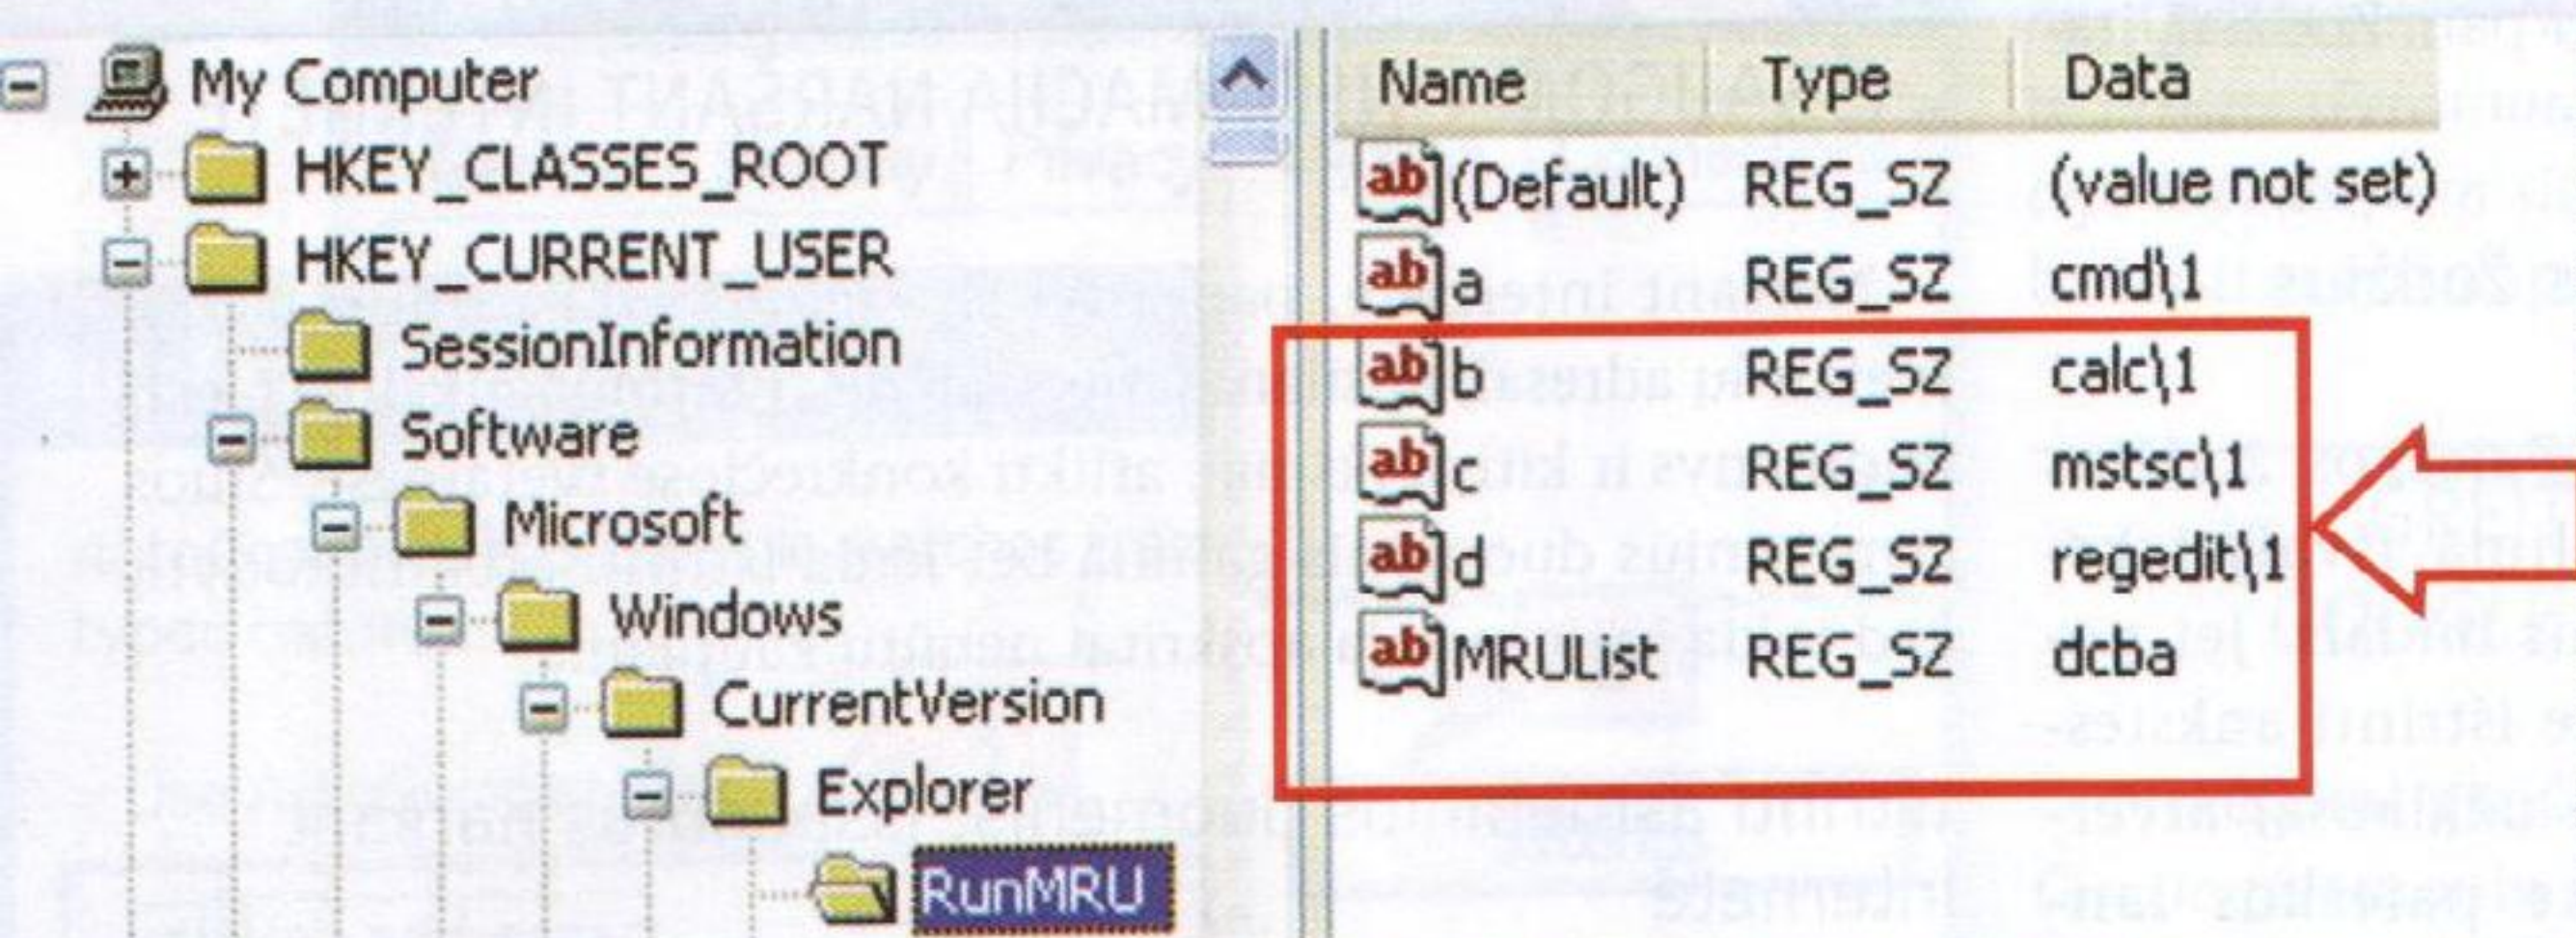 My Computer
HKEY_CLASSES_ROOT
HKEY_CURRENT_USER
SessionInformation
Software
Microsoft
Windows
CurrentVersion
Explorer
RunMRU
Name Type Data
(Default) REG_SZ (value not set)
a REG_SZ cmd\1
b REG_SZ calc\1
c REG_SZ mstsc\1
d REG_SZ regedit\1
MRUList REG_SZ dcba